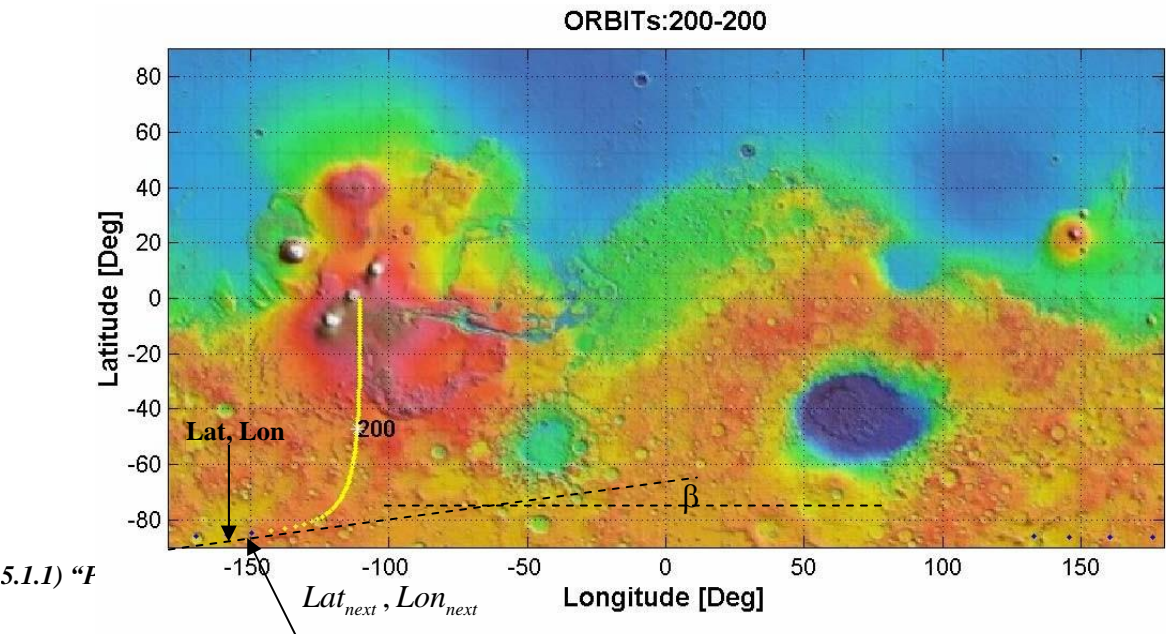 ORBITs:200-200
80
60
40
20
0
-20
-40
-60
-80
Latitude [Deg]
200
Lat, Lon
β
-150
-100
-50
0
50
100
150
5.1.1) “P
Lat_next , Lon_next
Longitude [Deg]